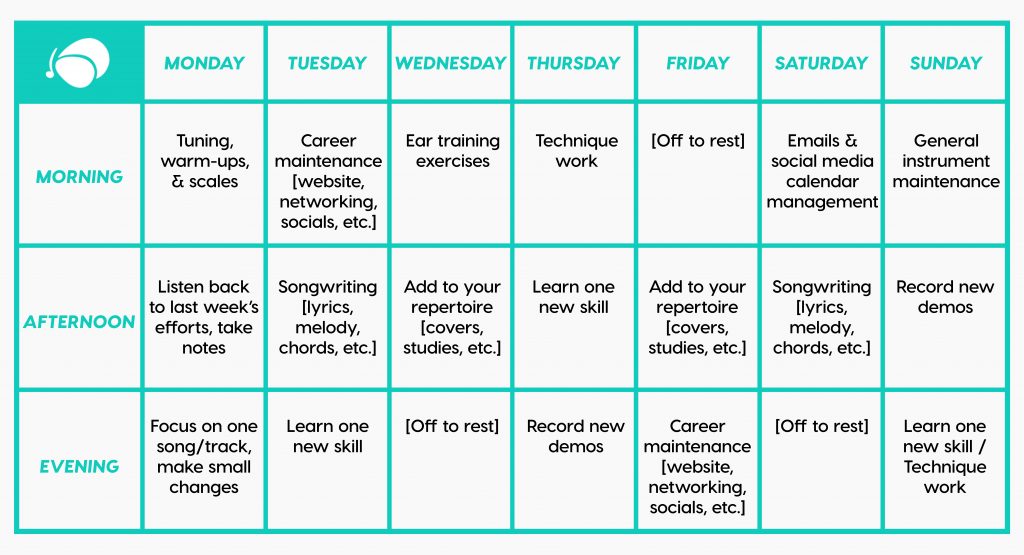 MONDAY
TUESDAY
WEDNESDAY
THURSDAY
FRIDAY
SATURDAY
SUNDAY
MORNING
Tuning,
warm-ups,
& scales
Career
maintenance
[website,
networking,
socials, etc.]
Ear training
exercises
Technique
work
[Off to rest]
Emails &
social media
calendar
management
General
instrument
maintenance
AFTERNOON
Listen back
to last week's
efforts, take
notes
Songwriting
[lyrics,
melody,
chords, etc.]
Add to your
repertoire
[covers,
studies, etc.]
Learn one
new skill
Add to your
repertoire
[covers,
studies, etc.]
Songwriting
[lyrics,
melody,
chords, etc.]
Record new
demos
EVENING
Focus on one
song/track,
make small
changes
Learn one
new skill
[Off to rest]
Record new
demos
Career
maintenance
[website,
networking,
socials, etc.]
[Off to rest]
Learn one
new skill /
Technique
work